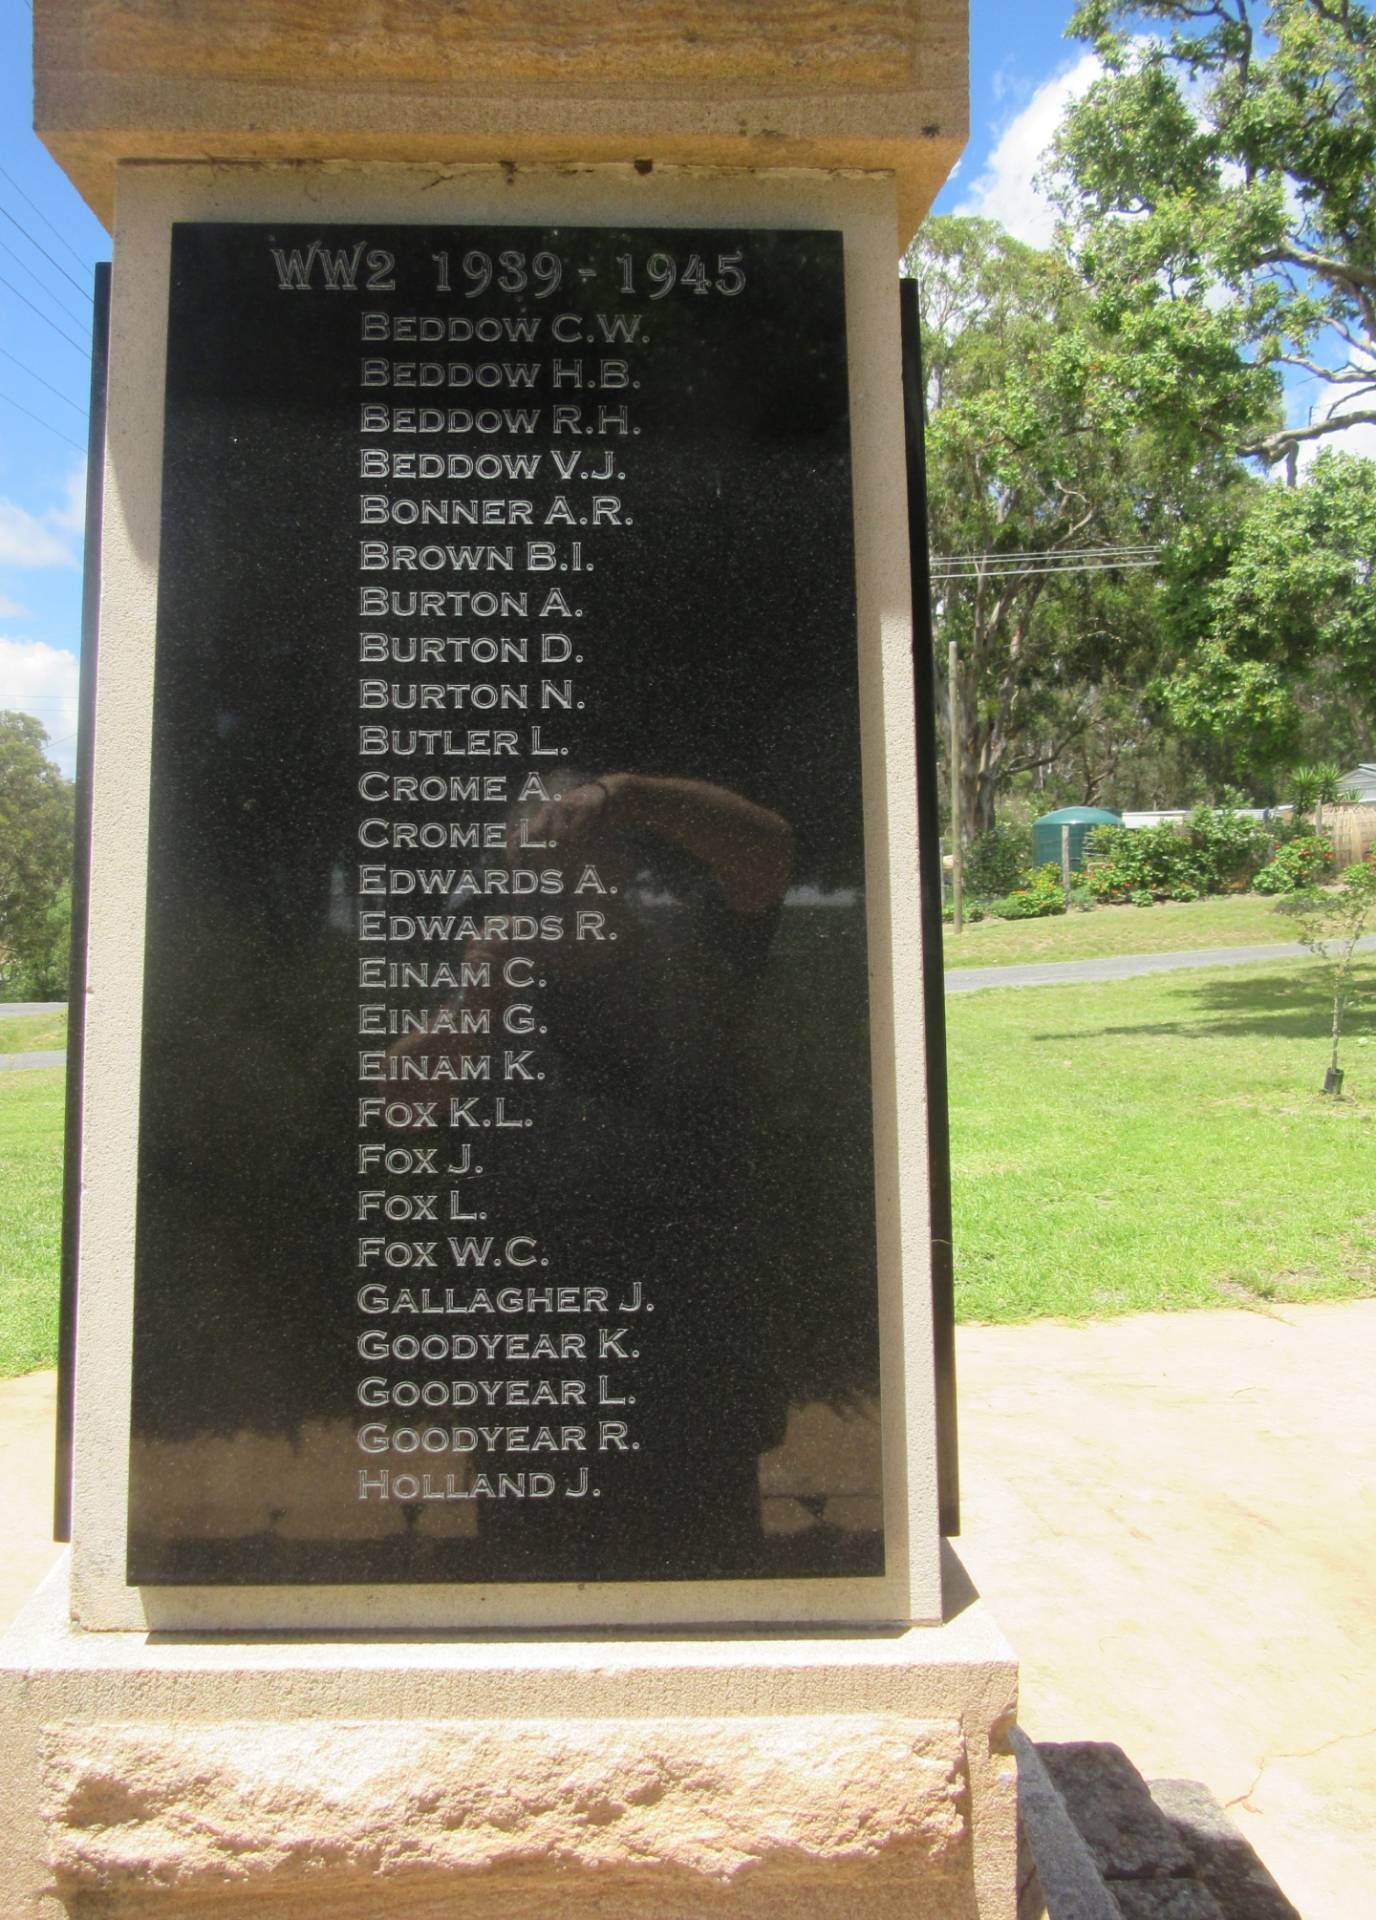 WW2 1939 - 1945
BEDDOW C.W.
BEDDOW H.B.
BEDDOW R.H.
BEDDOW V.J.
BONNER A.R.
BROWN B.I.
BURTON A.
BURTON D.
BURTON N.
BUTLER L.
CROME A.
CROME L.
EDWARDS A.
EDWARDS R.
EINAM C.
EINAM G.
EINAM K.
FOX K.L.
FOX J.
FOX L.
FOX W.C.
GALLAGHER J.
GOODYEAR K.
GOODYEAR L.
GOODYEAR R.
HOLLAND J.